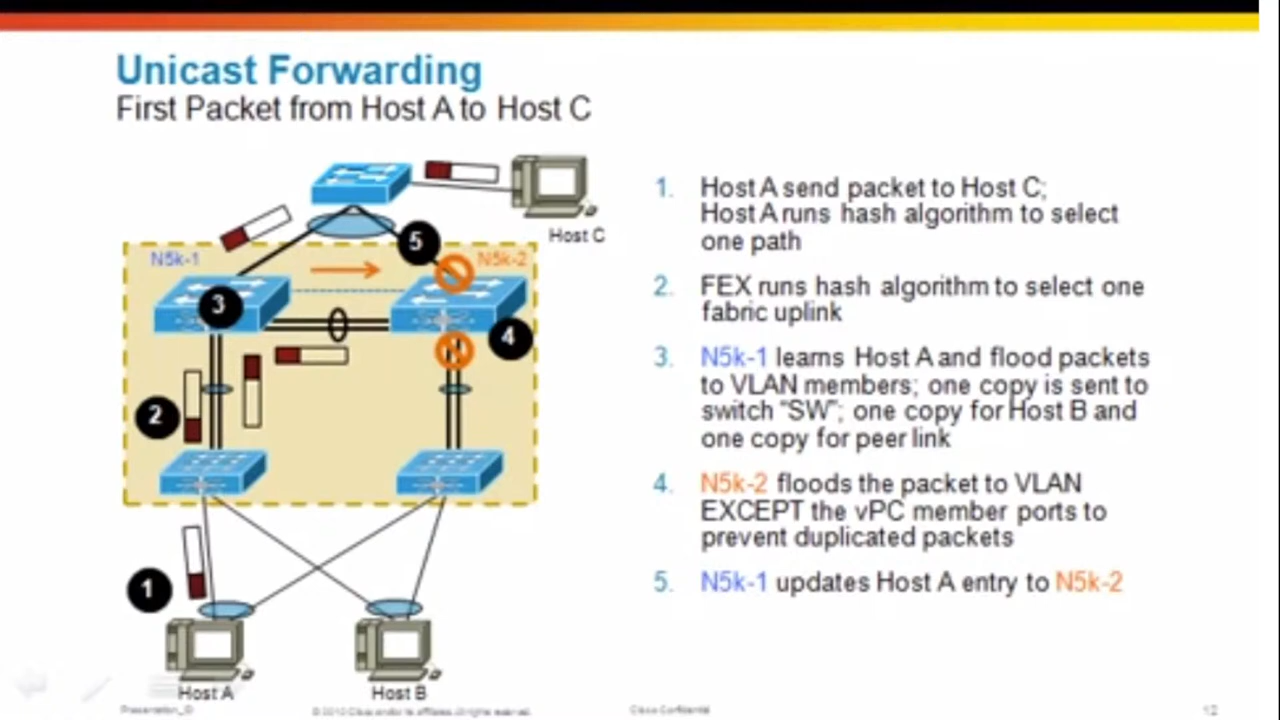 Unicast Forwarding
First Packet from Host A to Host C
Host C
5
N5k-1
N5k-2
3
4
2
1
Host A
Host B
1. Host A send packet to Host C;
Host A runs hash algorithm to select
one path
2. FEX runs hash algorithm to select one
fabric uplink
3. N5k-1 learns Host A and flood packets
to VLAN members; one copy is sent to
switch "SW"; one copy for Host B and
one copy for peer link
4. N5k-2 floods the packet to VLAN
EXCEPT the vPC member ports to
prevent duplicated packets
5. N5k-1 updates Host A entry to N5k-2
Presentation_ID
Cisco Confidential
12